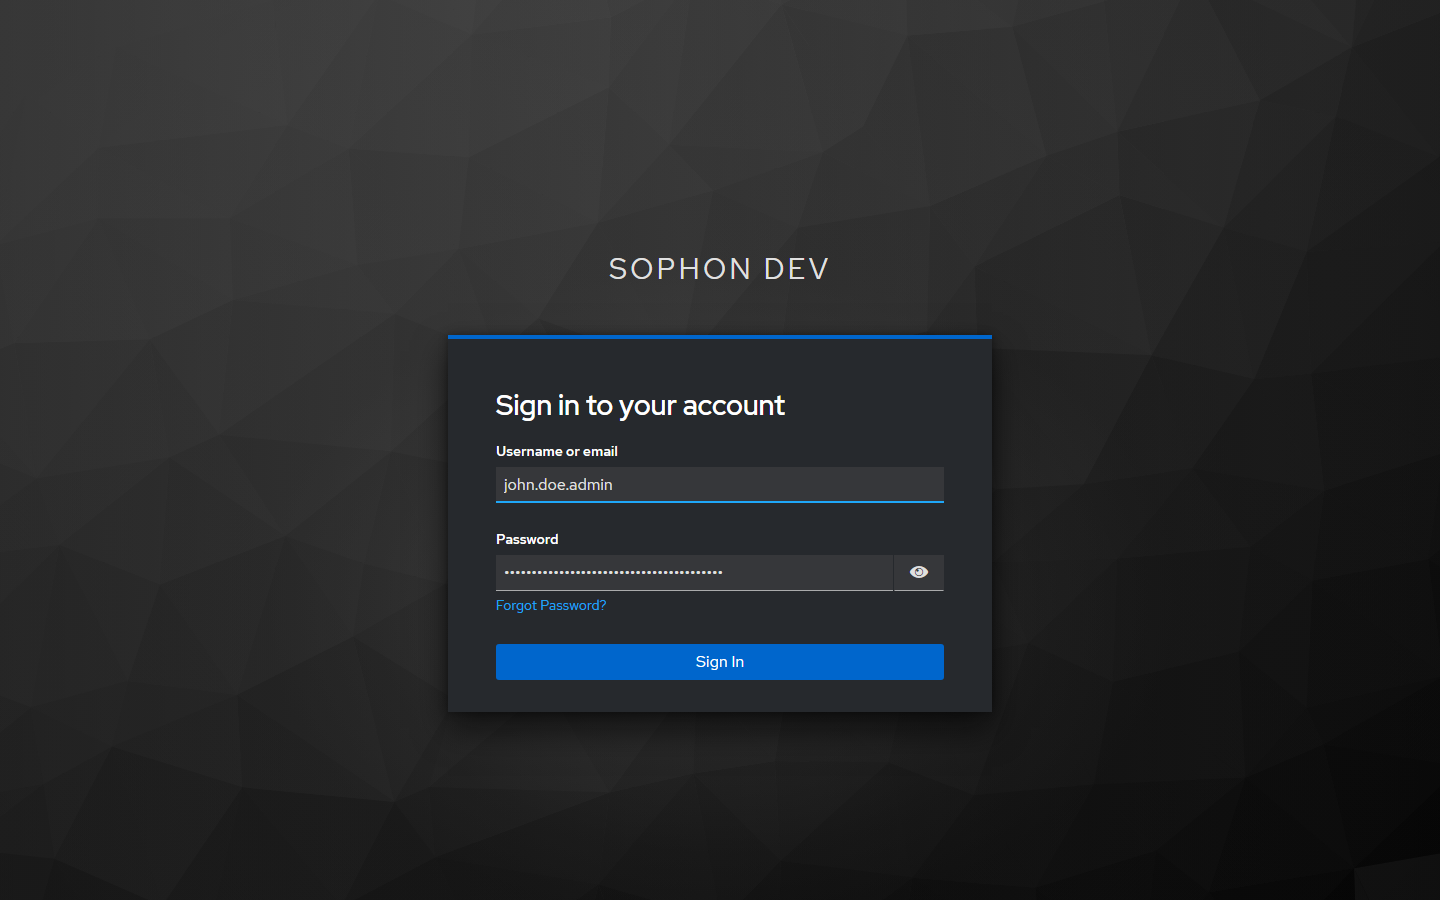 SOPHON DEV
Sign in to your account
Username or email
john.doe.admin
Password
••••••••••••••••••••••••••••••••••••••••
Forgot Password?
Sign In